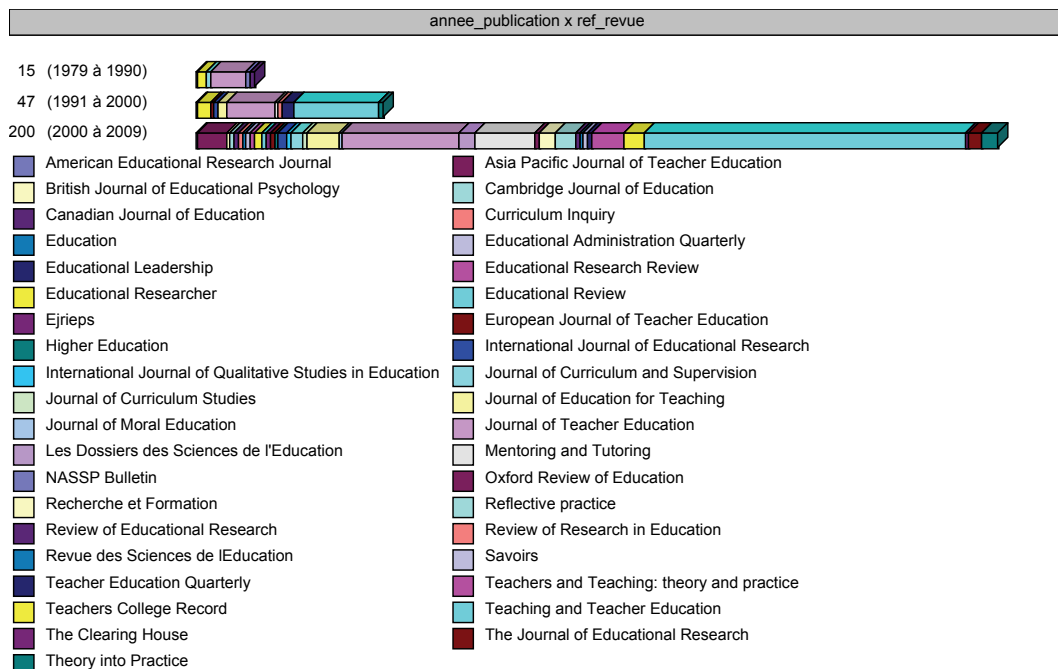 annee_publication x ref_revue
15 (1979 à 1990)
47 (1991 à 2000)
200 (2000 à 2009)
American Educational Research Journal Asia Pacific Journal of Teacher Education
British Journal of Educational Psychology Cambridge Journal of Education
Canadian Journal of Education Curriculum Inquiry
Education Educational Administration Quarterly
Educational Leadership Educational Research Review
Educational Researcher Educational Review
Ejrieps European Journal of Teacher Education
Higher Education International Journal of Educational Research
International Journal of Qualitative Studies in Education Journal of Curriculum and Supervision
Journal of Curriculum Studies Journal of Education for Teaching
Journal of Moral Education Journal of Teacher Education
Les Dossiers des Sciences de l'Education Mentoring and Tutoring
NASSP Bulletin Oxford Review of Education
Recherche et Formation Reflective practice
Review of Educational Research Review of Research in Education
Revue des Sciences de lEducation Savoirs
Teacher Education Quarterly Teachers and Teaching: theory and practice
Teachers College Record Teaching and Teacher Education
The Clearing House The Journal of Educational Research
Theory into Practice